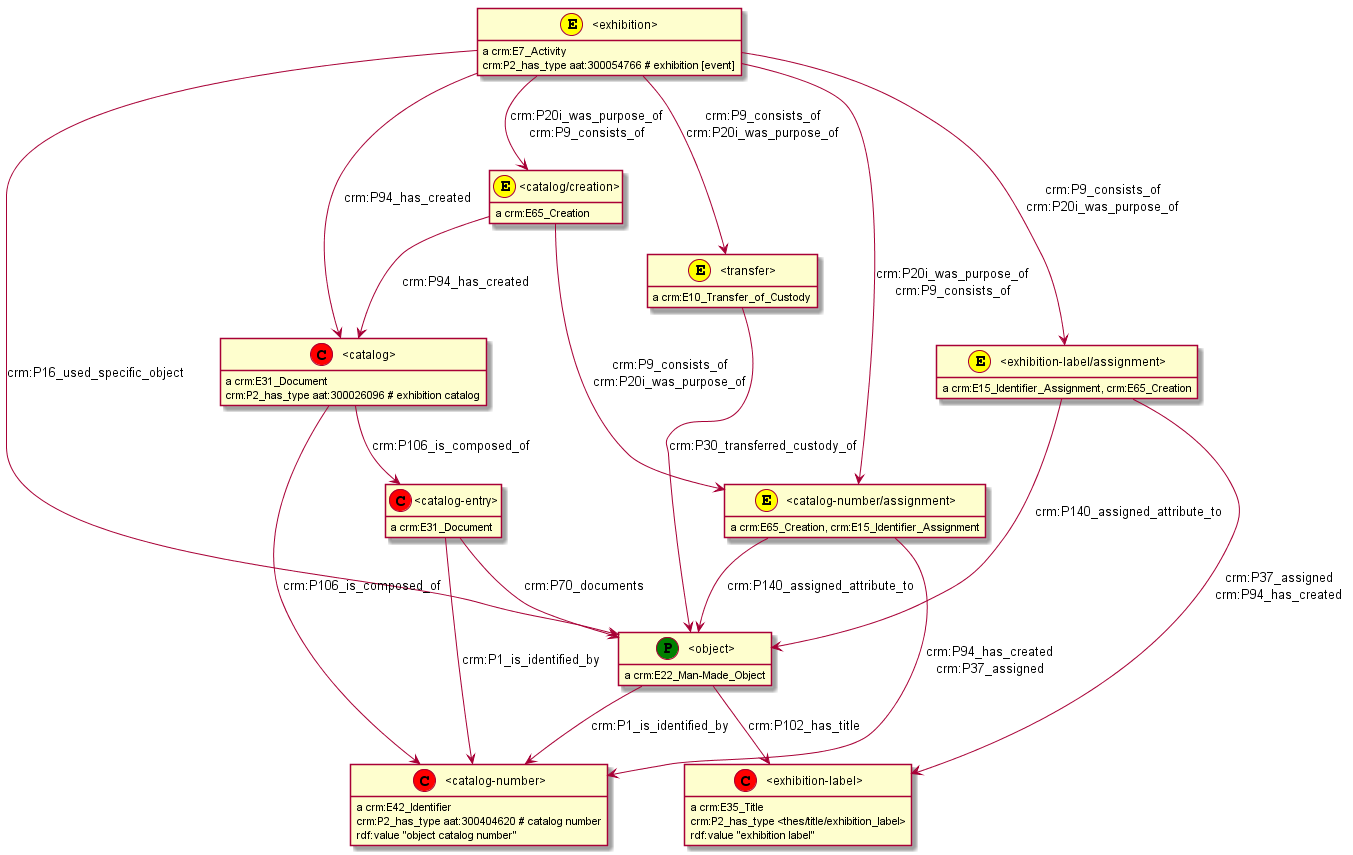 E <exhibition>
a crm:E7_Activity
crm:P2_has_type aat:300054766 # exhibition [event]
crm:P20i_was_purpose_of
crm:P9_consists_of
crm:P9_consists_of
crm:P20i_was_purpose_of
crm:P94_has_created
E <catalog/creation>
a crm:E65_Creation
crm:P9_consists_of
crm:P20i_was_purpose_of
E <transfer>
a crm:E10_Transfer_of_Custody
crm:P94_has_created
crm:P20i_was_purpose_of
crm:P9_consists_of
C <catalog>
a crm:E31_Document
crm:P2_has_type aat:300026096 # exhibition catalog
E <exhibition-label/assignment>
a crm:E15_Identifier_Assignment, crm:E65_Creation
crm:P16_used_specific_object
crm:P9_consists_of
crm:P20i_was_purpose_of
crm:P106_is_composed_of
crm:P30_transferred_custody_of
C <catalog-entry>
a crm:E31_Document
E <catalog-number/assignment>
a crm:E65_Creation, crm:E15_Identifier_Assignment
crm:P140_assigned_attribute_to
crm:P106_is_composed_of
crm:P70_documents
crm:P140_assigned_attribute_to
crm:P37_assigned
crm:P94_has_created
P <object>
a crm:E22_Man-Made_Object
crm:P1_is_identified_by
crm:P94_has_created
crm:P37_assigned
crm:P1_is_identified_by
crm:P102_has_title
C <catalog-number>
a crm:E42_Identifier
crm:P2_has_type aat:300404620 # catalog number
rdf:value "object catalog number"
C <exhibition-label>
a crm:E35_Title
crm:P2_has_type <thes/title/exhibition_label>
rdf:value "exhibition label"